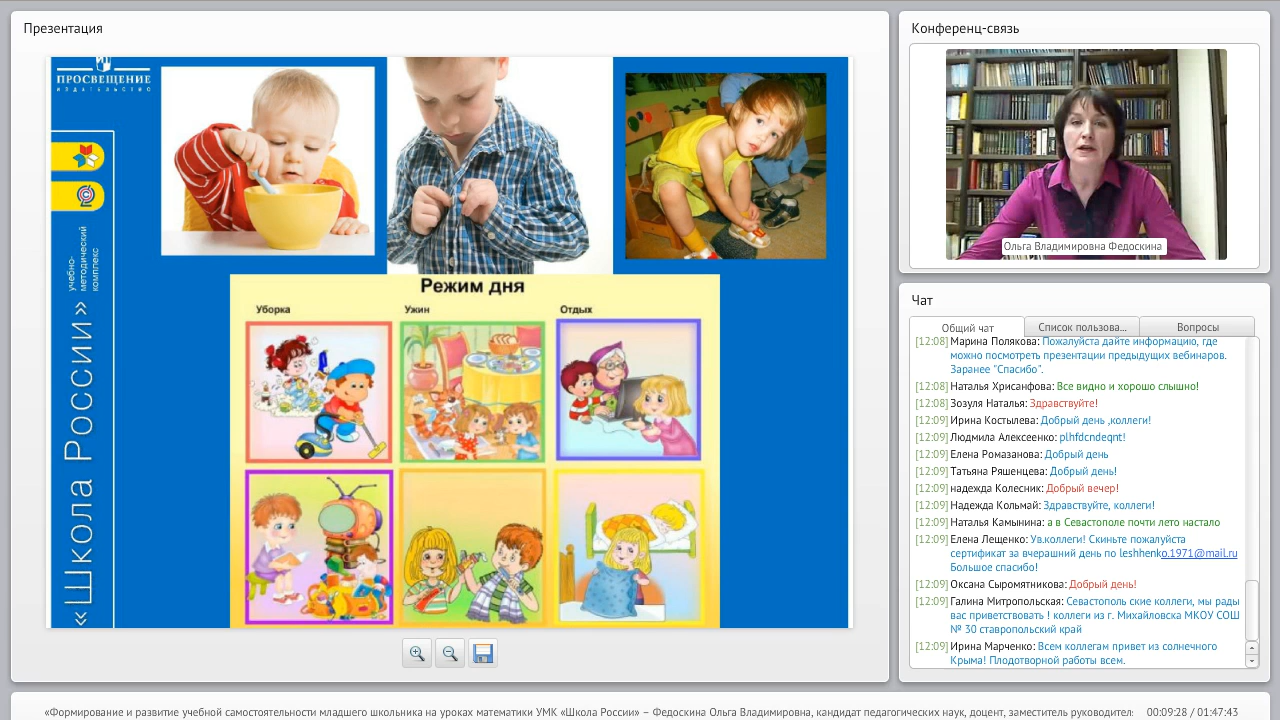 Презентация
ПРОСВЕЩЕНИЕ
ИЗДАТЕЛЬСТВО
учебно-
методический
комплекс
«Школа России»
Режим дня
Уборка
Ужин
Отдых
Конференц-связь
Ольга Владимировна Федоскина
Чат
Общий чат
Список пользова...
Вопросы
[12:08] Марина Полякова: Пожалуйста дайте информацию, где
можно посмотреть презентации предыдущих вебинаров.
Заранее "Спасибо".
[12:08] Наталья Хрисанфова: Все видно и хорошо слышно!
[12:08] Зозуля Наталья: Здравствуйте!
[12:09] Ирина Костылева: Добрый день ,коллеги!
[12:09] Людмила Алексеенко: plhfdcndeqnt!
[12:09] Елена Ромазанова: Добрый день
[12:09] Татьяна Ряшенцева: Добрый день!
[12:09] надежда Колесник: Добрый вечер!
[12:09] Надежда Кольмай: Здравствуйте, коллеги!
[12:09] Наталья Камынина: а в Севастополе почти лето настало
[12:09] Елена Лещенко: Ув.коллеги! Скиньте пожалуйста
сертификат за вчерашний день по leshhenko.1971@mail.ru
Большое спасибо!
[12:09] Оксана Сыромятникова: Добрый день!
[12:09] Галина Митропольская: Севастополь ские коллеги, мы рады
вас приветствовать ! коллеги из г. Михайловска МКОУ СОШ
№ 30 ставропольский край
[12:09] Ирина Марченко: Всем коллегам привет из солнечного
Крыма! Плодотворной работы всем.
«Формирование и развитие учебной самостоятельности младшего школьника на уроках математики УМК «Школа России» – Федоскина Ольга Владимировна, кандидат педагогических наук, доцент, заместитель руководител
00:09:28 / 01:47:43